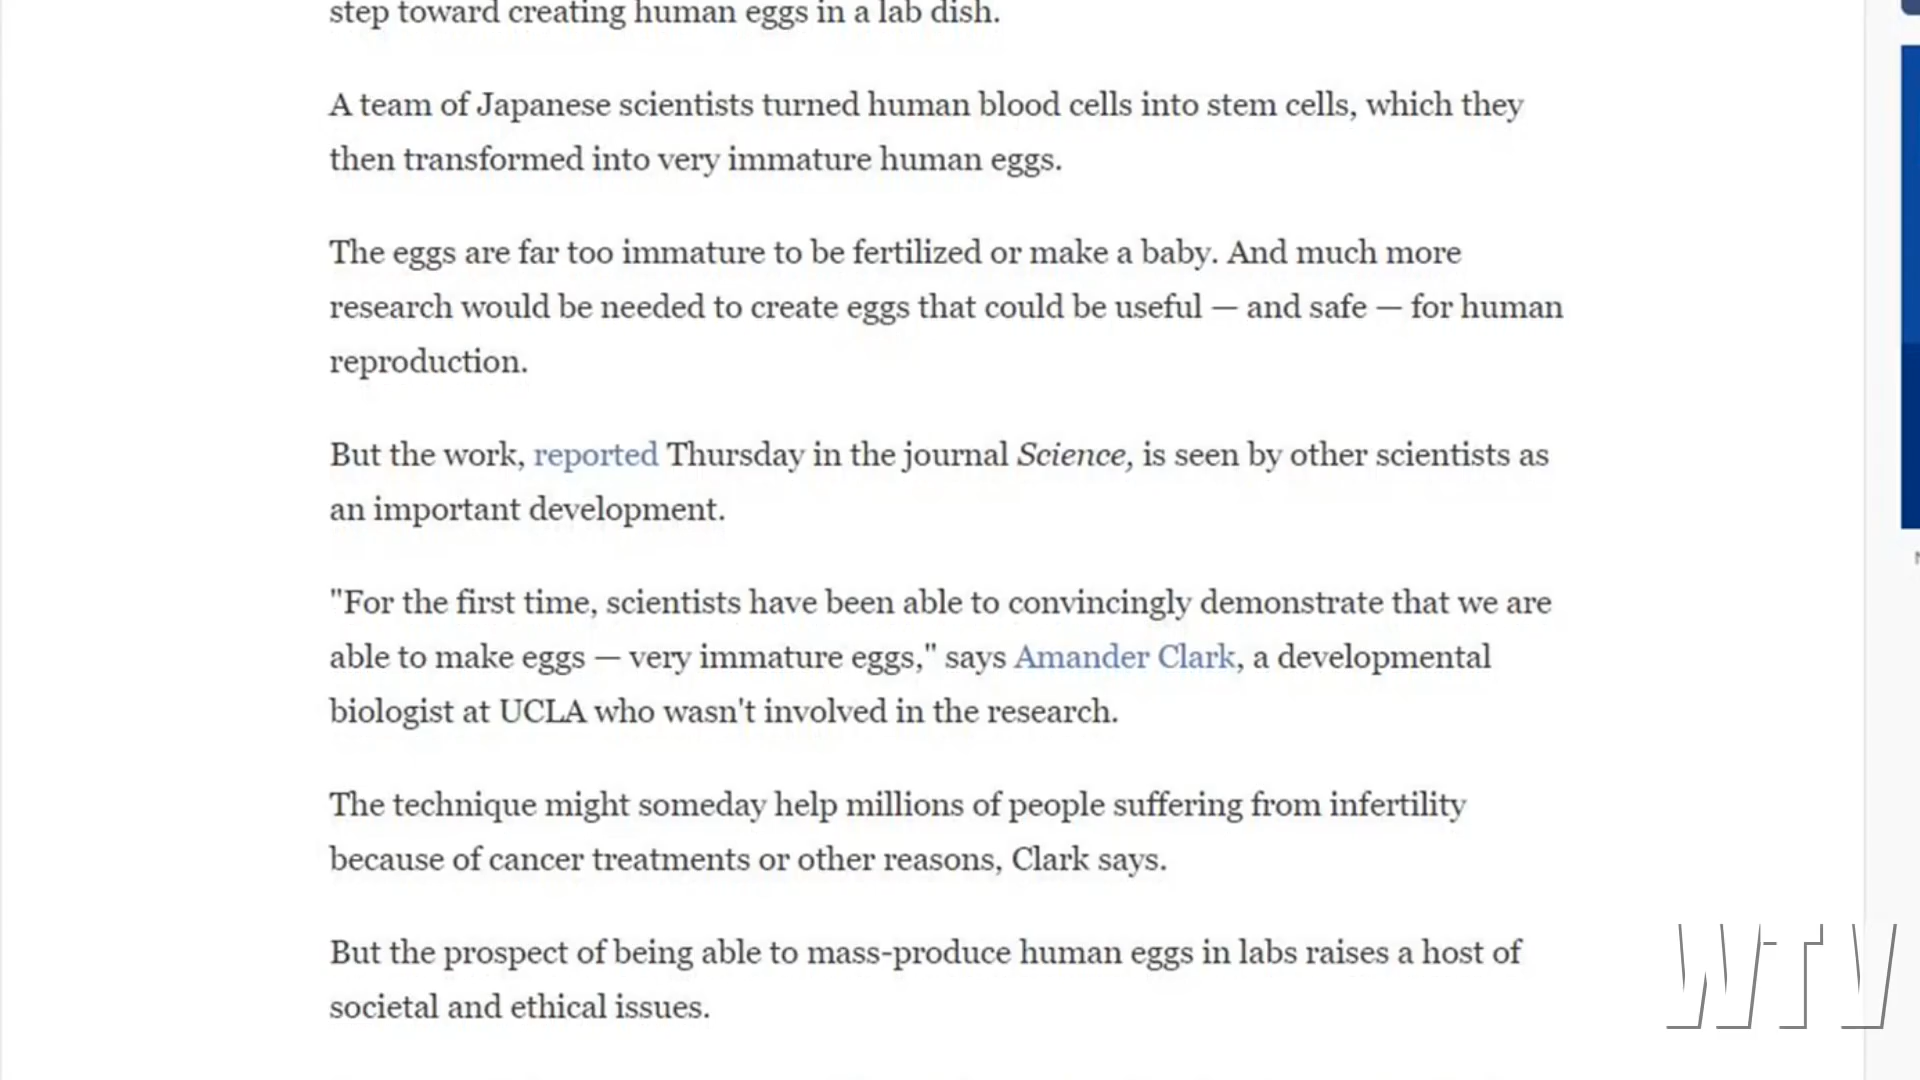 step toward creating human eggs in a lab dish.
A team of Japanese scientists turned human blood cells into stem cells, which they
then transformed into very immature human eggs.
The eggs are far too immature to be fertilized or make a baby. And much more
research would be needed to create eggs that could be useful — and safe — for human
reproduction.
But the work, reported Thursday in the journal Science, is seen by other scientists as
an important development.
"For the first time, scientists have been able to convincingly demonstrate that we are
able to make eggs — very immature eggs," says Amander Clark, a developmental
biologist at UCLA who wasn't involved in the research.
The technique might someday help millions of people suffering from infertility
because of cancer treatments or other reasons, Clark says.
But the prospect of being able to mass-produce human eggs in labs raises a host of
societal and ethical issues.
WTV